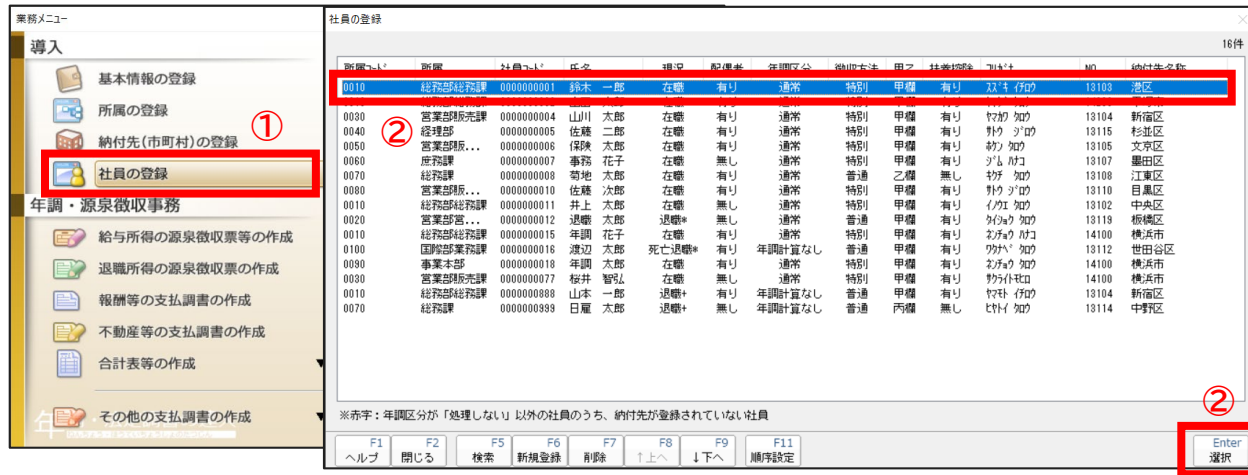 業務メニュー
導入
基本情報の登録
所属の登録
納付先(市町村)の登録
①
社員の登録
年調・源泉徴収事務
給与所得の源泉徴収票等の作成
退職所得の源泉徴収票の作成
報酬等の支払調書の作成
不動産等の支払調書の作成
合計表等の作成
その他の支払調書の作成
社員の登録
16件
所属コード 所属 社員コード 氏名 現況 配偶者 年調区分 徴収方法 甲乙 扶養控除 フリガナ NO 納付先名称
0010 総務部総務課 0000000001 鈴木 一郎 在職 有り 通常 特別 甲欄 有り スズキ イチロウ 13103 港区
②
0030 営業部販売課 0000000004 山川 太郎 在職 有り 通常 特別 甲欄 有り ヤマカワ タロウ 13104 新宿区
0040 経理部 0000000005 佐藤 二郎 在職 有り 通常 特別 甲欄 有り サトウ ジロウ 13115 杉並区
0050 営業部販... 0000000006 保険 太郎 在職 有り 通常 特別 甲欄 有り ホケン タロウ 13105 文京区
0060 庶務課 0000000007 事務 花子 在職 無し 通常 特別 甲欄 有り ジム ハナコ 13107 墨田区
0070 総務課 0000000008 菊地 太郎 在職 有り 通常 普通 乙欄 無し キクチ タロウ 13108 江東区
0080 営業部販... 0000000010 佐藤 次郎 在職 有り 通常 特別 甲欄 有り サトウ ジロウ 13110 目黒区
0010 総務部総務課 0000000011 井上 太郎 在職 無し 通常 特別 甲欄 有り イノウエ タロウ 13102 中央区
0020 営業部営... 0000000012 退職 太郎 退職* 無し 通常 普通 甲欄 有り タイショク タロウ 13119 板橋区
0010 総務部総務課 0000000015 年調 花子 在職 無し 通常 特別 甲欄 有り ネンチョウ ハナコ 14100 横浜市
0100 国際部業務課 0000000016 渡辺 太郎 死亡退職* 有り 年調計算なし 普通 甲欄 有り ワタナベ タロウ 13112 世田谷区
0090 事業本部 0000000018 年調 太郎 在職 有り 通常 特別 甲欄 有り ネンチョウ タロウ 14100 横浜市
0030 営業部販売課 0000000077 桜井 智弘 在職 無し 通常 特別 甲欄 有り サクライトモヒロ 14100 横浜市
0010 総務部総務課 0000000888 山本 一郎 退職+ 有り 年調計算なし 普通 甲欄 有り ヤマモト イチロウ 13104 新宿区
0070 総務課 0000000999 日雇 太郎 退職+ 無し 年調計算なし 普通 丙欄 無し ヒヤトイ タロウ 13114 中野区
※赤字：年調区分が「処理しない」以外の社員のうち、納付先が登録されていない社員
②
F1 F2 F5 F6 F7 F8 F9 F11 Enter
ヘルプ 閉じる 検索 新規登録 削除 ↑上へ ↓下へ 順序設定 選択